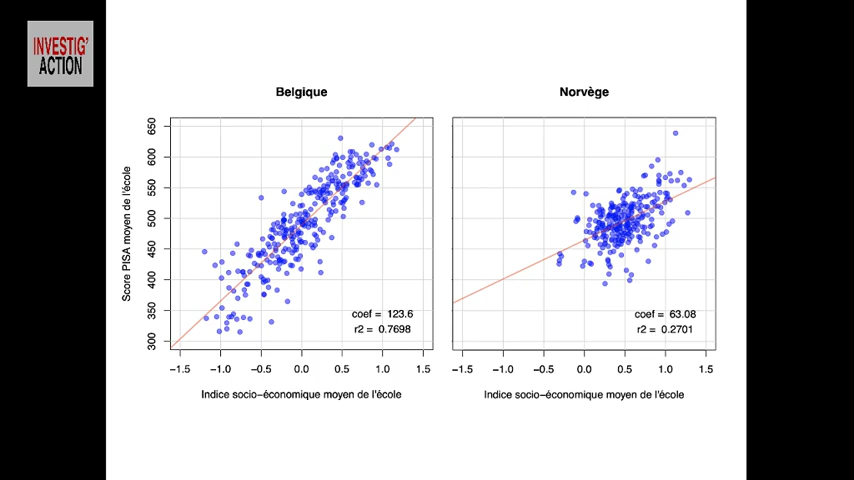 INVESTIG'
ACTION
Belgique
Norvège
Score PISA moyen de l'école
650
600
550
500
450
400
350
300
coef = 123.6
r2 = 0.7698
coef = 63.08
r2 = 0.2701
−1.5 −1.0 −0.5 0.0 0.5 1.0 1.5
−1.5 −1.0 −0.5 0.0 0.5 1.0 1.5
Indice socio−économique moyen de l'école
Indice socio−économique moyen de l'école